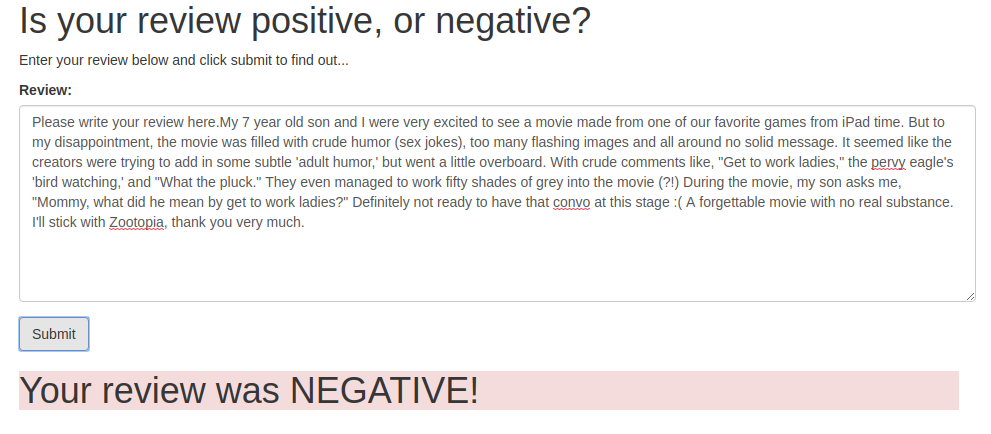 Is your review positive, or negative?
Enter your review below and click submit to find out...
Review:
Please write your review here.My 7 year old son and I were very excited to see a movie made from one of our favorite games from iPad time. But to
my disappointment, the movie was filled with crude humor (sex jokes), too many flashing images and all around no solid message. It seemed like the
creators were trying to add in some subtle 'adult humor,' but went a little overboard. With crude comments like, "Get to work ladies," the pervy eagle's
'bird watching,' and "What the pluck." They even managed to work fifty shades of grey into the movie (?!) During the movie, my son asks me,
"Mommy, what did he mean by get to work ladies?" Definitely not ready to have that convo at this stage :( A forgettable movie with no real substance.
I'll stick with Zootopia, thank you very much.
Submit
Your review was NEGATIVE!